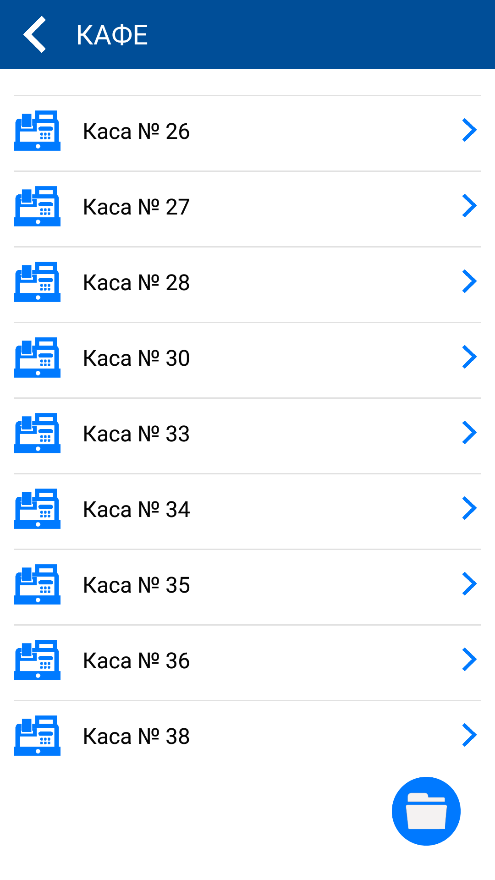 КАФЕ
Каса № 26
Каса № 27
Каса № 28
Каса № 30
Каса № 33
Каса № 34
Каса № 35
Каса № 36
Каса № 38